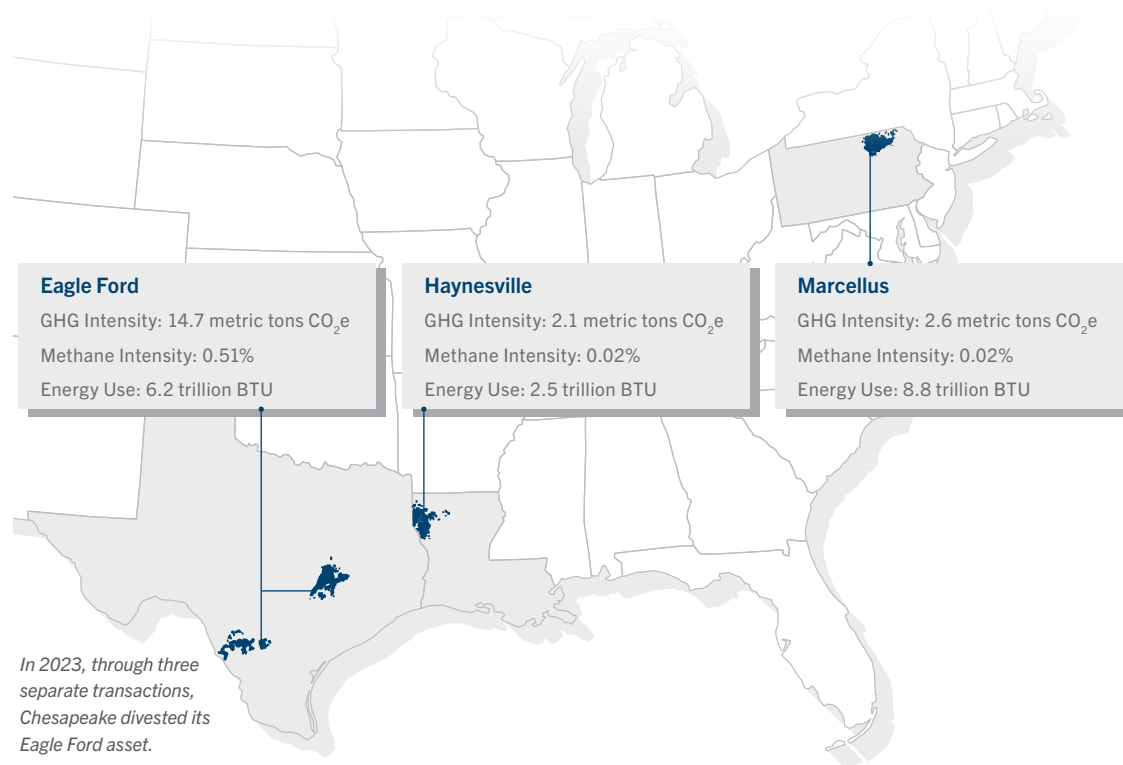 Eagle Ford
GHG Intensity: 14.7 metric tons CO₂e
Methane Intensity: 0.51%
Energy Use: 6.2 trillion BTU
Haynesville
GHG Intensity: 2.1 metric tons CO₂e
Methane Intensity: 0.02%
Energy Use: 2.5 trillion BTU
Marcellus
GHG Intensity: 2.6 metric tons CO₂e
Methane Intensity: 0.02%
Energy Use: 8.8 trillion BTU
In 2023, through three
separate transactions,
Chesapeake divested its
Eagle Ford asset.